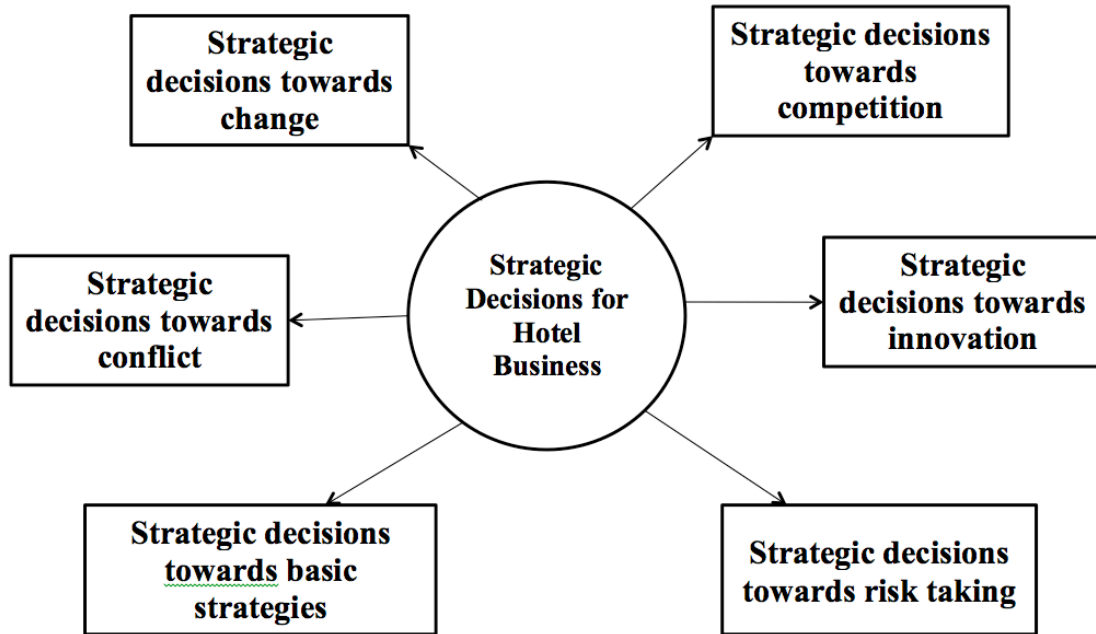 Strategic
decisions towards
change
Strategic decisions
towards
competition
Strategic
decisions towards
conflict
Strategic
Decisions for
Hotel
Business
Strategic
decisions towards
innovation
Strategic decisions
towards basic
strategies
Strategic decisions
towards risk taking